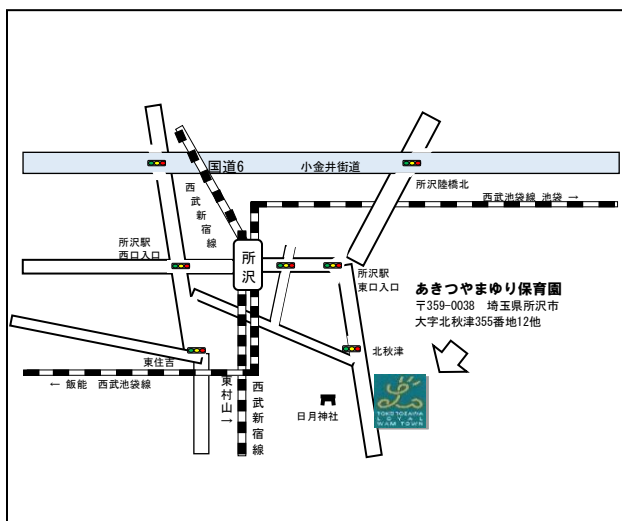 国道6
小金井街道
所沢陸橋北
西武新宿線
西武池袋線 池袋 →
所沢駅
西口入口
所沢
所沢駅
東口入口
あきつやまゆり保育園
〒359-0038 埼玉県所沢市
大字北秋津355番地12他
北秋津
東住吉
← 飯能 西武池袋線
東村山→
西武新宿線
日月神社
TOKOTOZAWA
LOYAL
WAM TOWN